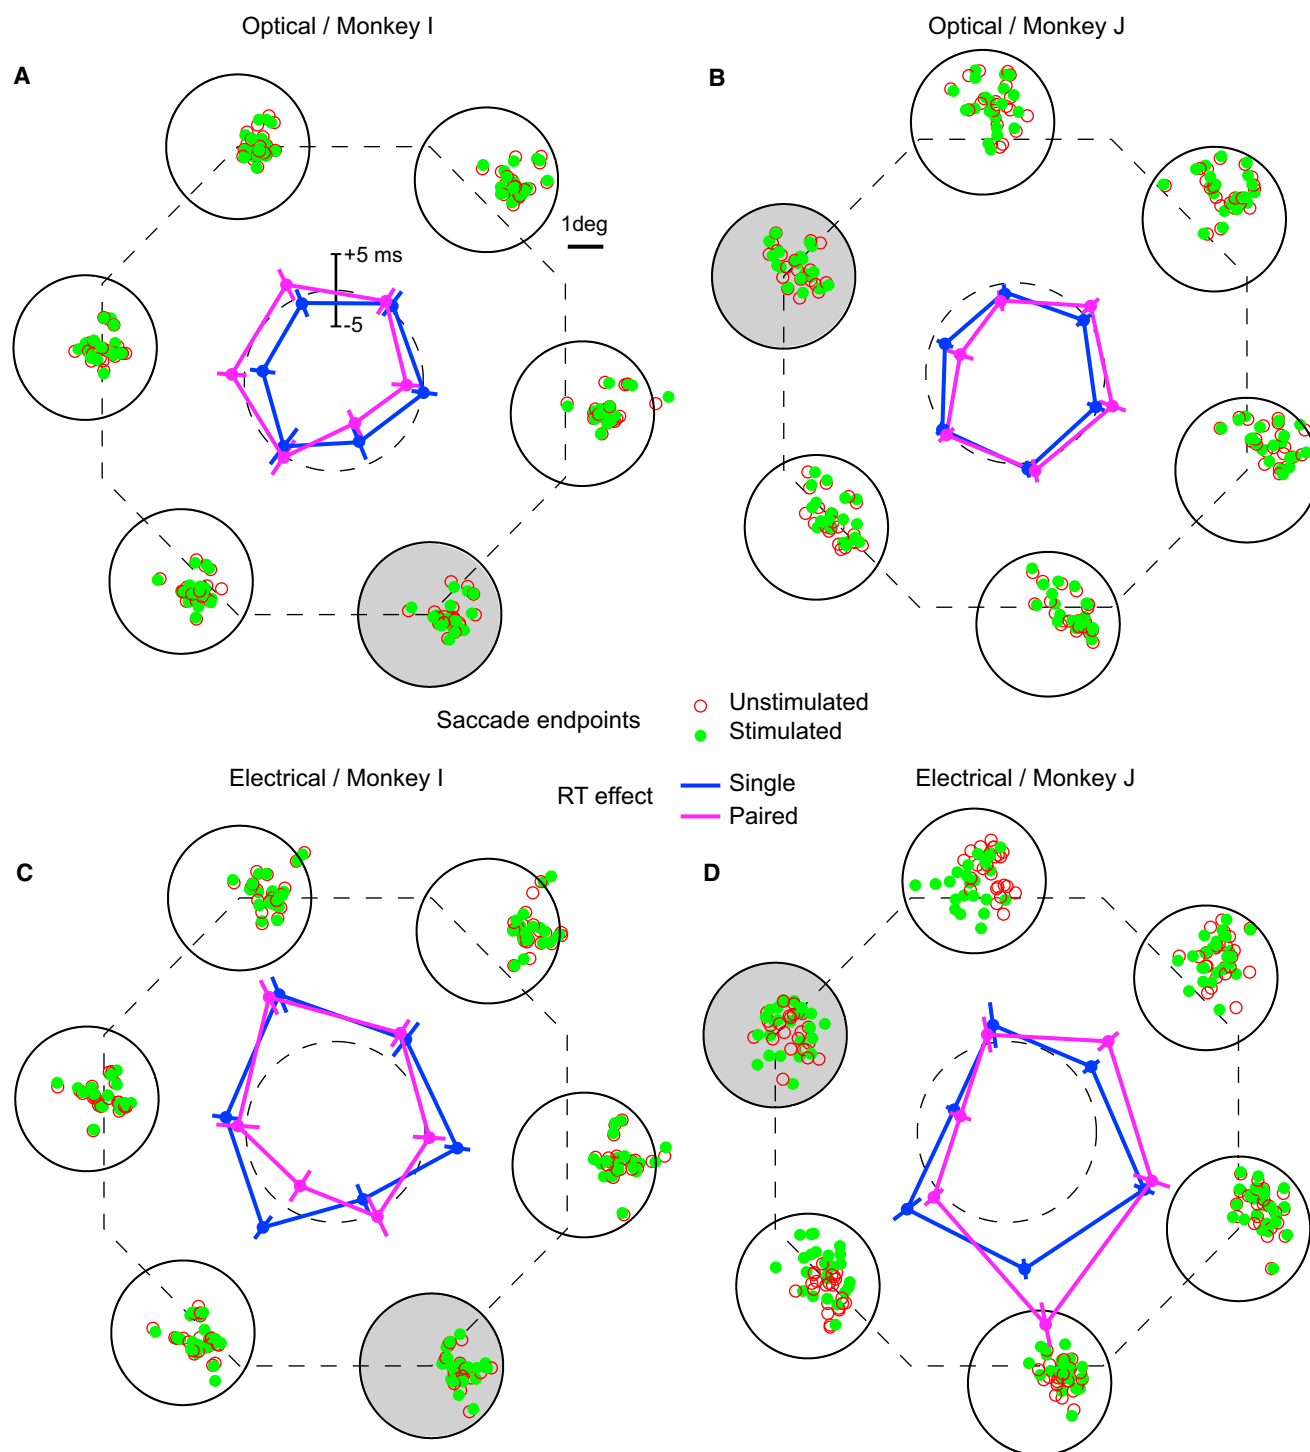 Optical / Monkey I
Optical / Monkey J
A
B
1deg
+5 ms
-5
Saccade endpoints
Unstimulated
Stimulated
Electrical / Monkey I
Electrical / Monkey J
RT effect
Single
Paired
C
D